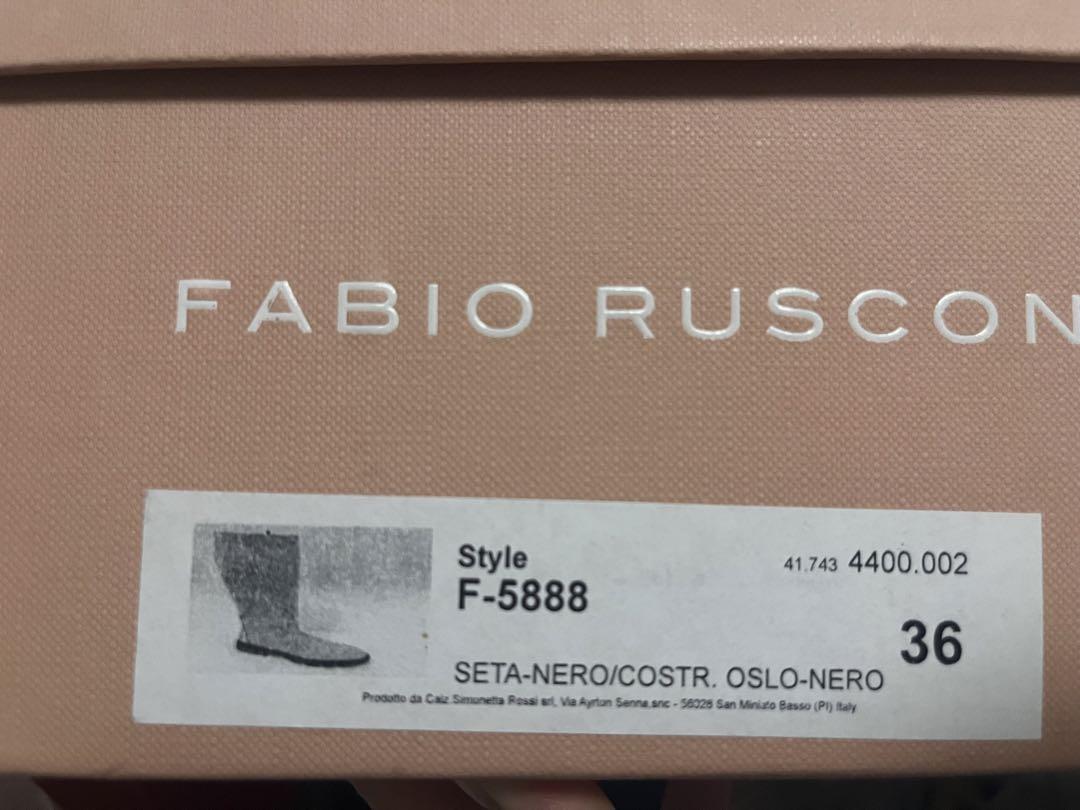 FABIO RUSCON
Style
F-5888
41.743 4400.002
36
SETA-NERO/COSTR. OSLO-NERO
Prodotto da Calz Simonetta Rossi srl, Via Ayrton Senna,snc - 56028 San Miniato Basso (PI) Italy